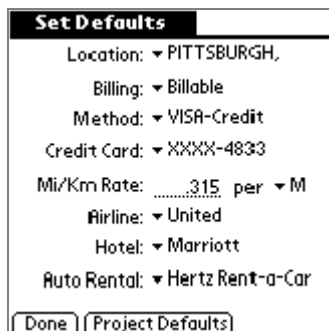 Set Defaults
Location: PITTSBURGH,
Billing: Billable
Method: VISA-Credit
Credit Card: XXXX-4833
Mi/Km Rate: .315 per M
Airline: United
Hotel: Marriott
Auto Rental: Hertz Rent-a-Car
Done Project Defaults